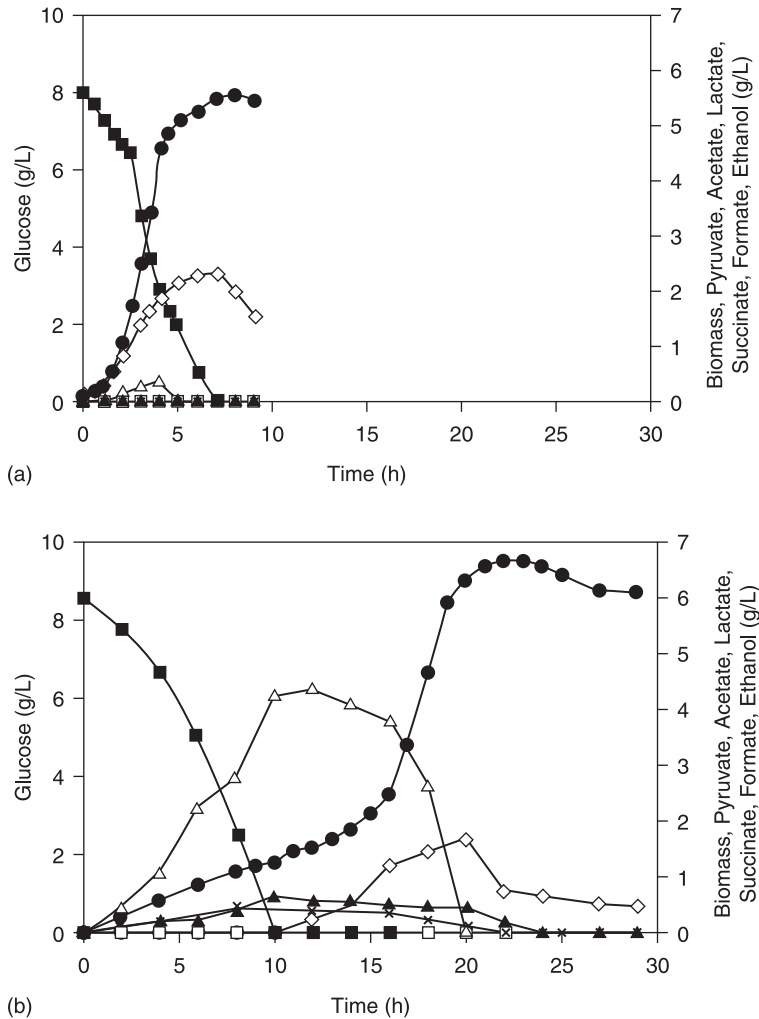 10
8
6
4
2
0
Glucose (g/L)
7
6
5
4
3
2
1
0
Biomass, Pyruvate, Acetate, Lactate,
Succinate, Formate, Ethanol (g/L)
0 5 10 15 20 25 30
Time (h)
(a)
10
8
6
4
2
0
Glucose (g/L)
7
6
5
4
3
2
1
0
Biomass, Pyruvate, Acetate, Lactate,
Succinate, Formate, Ethanol (g/L)
0 5 10 15 20 25 30
Time (h)
(b)